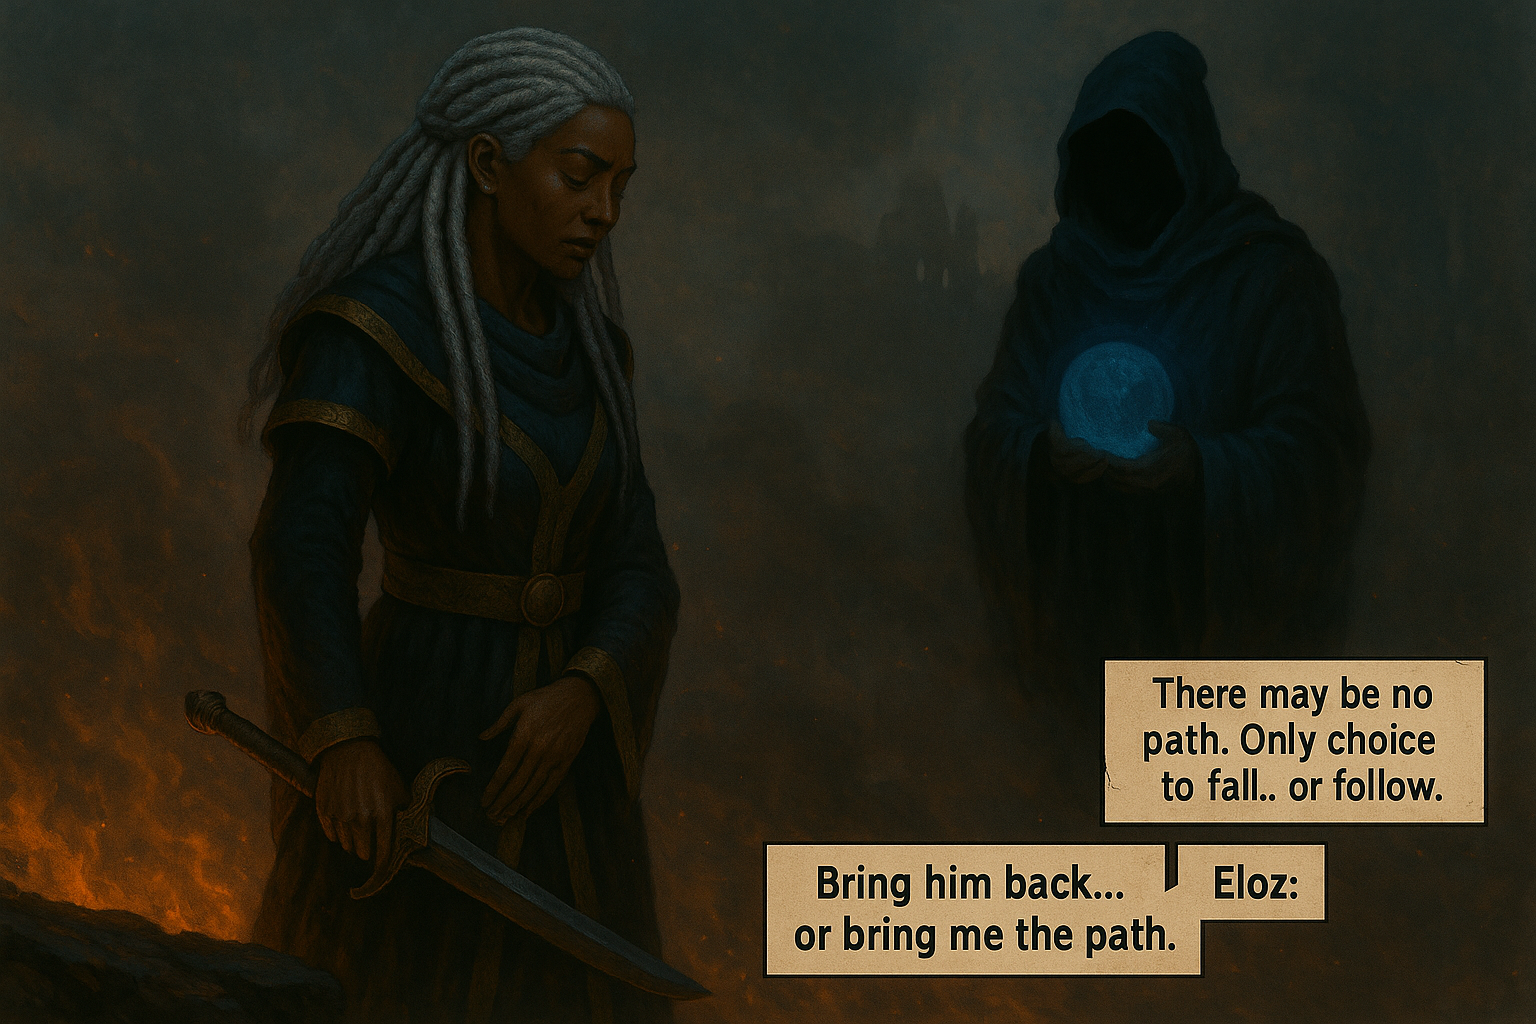 There may be no
path. Only choice
to fall.. or follow.
Bring him back...
or bring me the path.
Eloz: